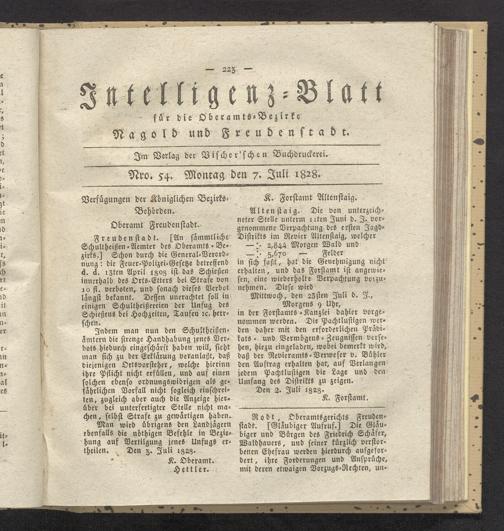 — 225 —
Intelligenz-Blatt
für die Oberamts-Bezirke
Nagold und Freudenstadt.
Im Verlag der Vischer'schen Buchdruckerei.
Nro. 54. Montag den 7. Juli 1828.
Verfügungen der Königlichen Bezirks-
Behörden.
Oberamt Freudenstadt.
Freudenstadt. [An sämmtliche
Schultheißen-Aemter des Oberamts-Be-
zirks.] Schon durch die General-Verord-
nung: die Feuer-Polizei-Gesetze betreffend
d. d. 13ten April 1808 ist das Schießen
innerhalb des Orts-Etters bei Strafe von
10 fl. verboten, und sonach dieses Verbot
längst bekannt. Dessen unerachtet soll in
einigen Schultheißereien der Unfug des
Schießens bei Hochzeiten, Taufen ec. herr-
schen.
Indem man nun den Schultheißen-
ämtern die strenge Handhabung jenes Ver-
bots hiedurch eingeschärft haben will, sieht
man sich zu der Erklärung veranlaßt, daß
diejenigen Ortsvorsteher, welche hierinn
ihre Pflicht nicht erfüllen, und auf einen
solchen ebenso ordnungswidrigen als ge-
fährlichen Vorfall nicht sogleich einschrei-
ten, zugleich aber auch die Anzeige hier-
über bei unterfertigter Stelle nicht ma-
chen, selbst Strafe zu gewärtigen haben.
Man wird übrigens den Landjägern
ebenfalls die nöthigen Befehle in Bezie-
hung auf Vertilgung jenes Unfugs er-
theilen. Den 3. Juli 1828.
K. Oberamt.
Hettler.
K. Forstamt Altenstaig.
Altenstaig. Die von unterzeich-
neter Stelle unterm 11ten Juni d. J. vor-
genommene Verpachtung des ersten Jagd-
Distrikts im Revier Altenstaig, welcher
2,844 Morgen Wald und
5,670 — Felder
in sich faßt, hat die Genehmigung nicht
erhalten, und das Forstamt ist angewie-
sen, eine wiederholte Verpachtung vorzu-
nehmen. Diese wird
Mittwoch, den 23sten Juli d. J.,
Morgens 9 Uhr,
in der Forstamts-Kanzlei dahier vorge-
nommen werden. Die Pachtlustigen wer-
den daher mit den erforderlichen Prädi-
kats- und Vermögens-Zeugnissen verse-
hen, hiezu eingeladen, wobei bemerkt wird,
daß der Revieramts-Verweser v. Bühler
den Auftrag erhalten hat, auf Verlangen
jedem Pachtlustigen die Lage und den
Umfang des Distrikts zu zeigen.
Den 2. Juli 1828.
K. Forstamt.
Rodt, Oberamtsgerichts Freuden-
stadt. [Gläubiger Aufruf.] Die Gläu-
biger und Bürgen des Friedrich Schäfer,
Waldhauers, und seiner kürzlich verstor-
benen Ehefrau werden hierdurch aufgefor-
dert, ihre Forderungen und Ansprüche,
mit deren etwaigen Vorzugs-Rechten, un-